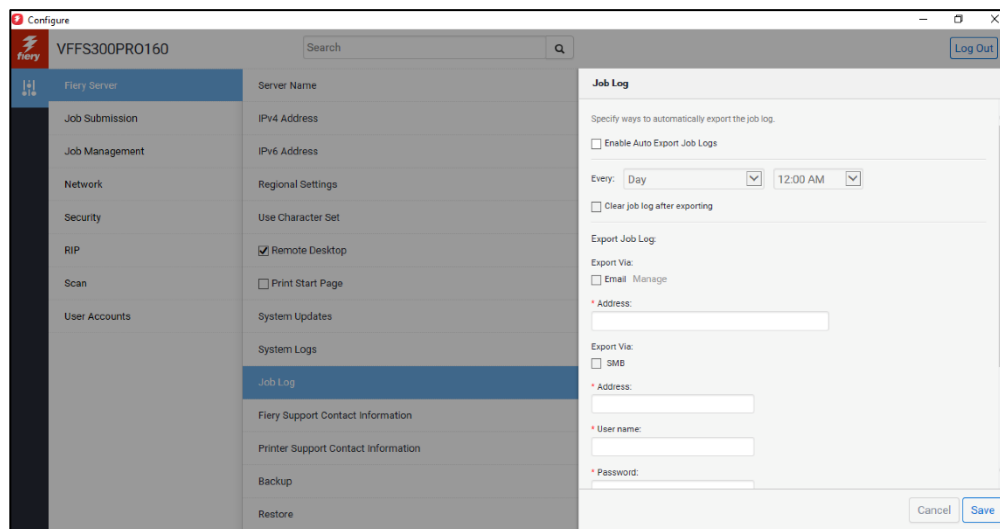 Configure
fiery
VFFS300PRO160
Search
Log Out
Fiery Server
Job Submission
Job Management
Network
Security
RIP
Scan
User Accounts
Server Name
IPv4 Address
IPv6 Address
Regional Settings
Use Character Set
Remote Desktop
Print Start Page
System Updates
System Logs
Job Log
Fiery Support Contact Information
Printer Support Contact Information
Backup
Restore
Job Log
Specify ways to automatically export the job log.
Enable Auto Export Job Logs
Every: Day 12:00 AM
Clear job log after exporting
Export Job Log:
Export Via:
Email Manage
* Address:
Export Via:
SMB
* Address:
* User name:
* Password:
Cancel Save